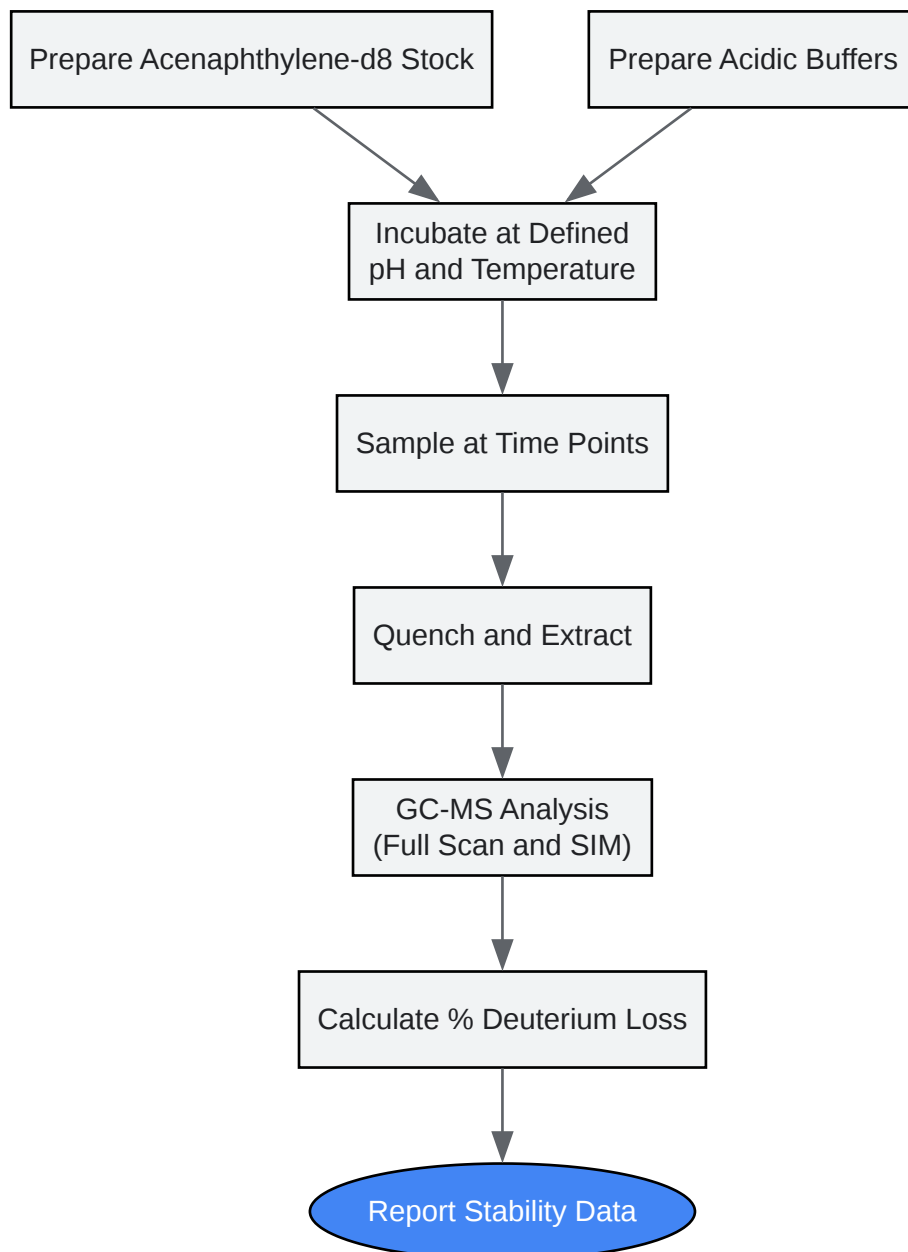 Prepare Acenaphthylene-d8 Stock
Prepare Acidic Buffers
Incubate at Defined
pH and Temperature
Sample at Time Points
Quench and Extract
GC-MS Analysis
(Full Scan and SIM)
Calculate % Deuterium Loss
Report Stability Data